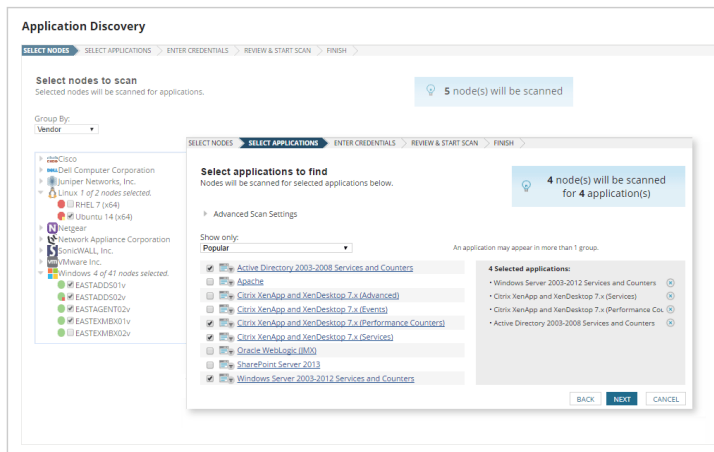 Application Discovery
SELECT NODES SELECT APPLICATIONS ENTER CREDENTIALS REVIEW & START SCAN FINISH
Select nodes to scan
Selected nodes will be scanned for applications.
5 node(s) will be scanned
Group By:
Vendor
Cisco
Dell Computer Corporation
Juniper Networks, Inc.
Linux 1 of 2 nodes selected.
RHEL 7 (x64)
Ubuntu 14 (x64)
Netgear
Network Appliance Corporation
SonicWALL, Inc.
VMware Inc.
Windows 4 of 41 nodes selected.
EASTADDS01v
EASTADDS02v
EASTAGENT02v
EASTEXMBX01v
EASTEXMBX02v
SELECT NODES SELECT APPLICATIONS ENTER CREDENTIALS REVIEW & START SCAN FINISH
Select applications to find
Nodes will be scanned for selected applications below.
4 node(s) will be scanned
for 4 application(s)
Advanced Scan Settings
Show only:
Popular
An application may appear in more than 1 group.
Active Directory 2003-2008 Services and Counters
Apache
Citrix XenApp and XenDesktop 7.x (Advanced)
Citrix XenApp and XenDesktop 7.x (Events)
Citrix XenApp and XenDesktop 7.x (Performance Counters)
Citrix XenApp and XenDesktop 7.x (Services)
Oracle WebLogic (JMX)
SharePoint Server 2013
Windows Server 2003-2012 Services and Counters
4 Selected applications:
• Windows Server 2003-2012 Services and Counters
• Citrix XenApp and XenDesktop 7.x (Services)
• Citrix XenApp and XenDesktop 7.x (Performance Cou
• Active Directory 2003-2008 Services and Counters
BACK NEXT CANCEL